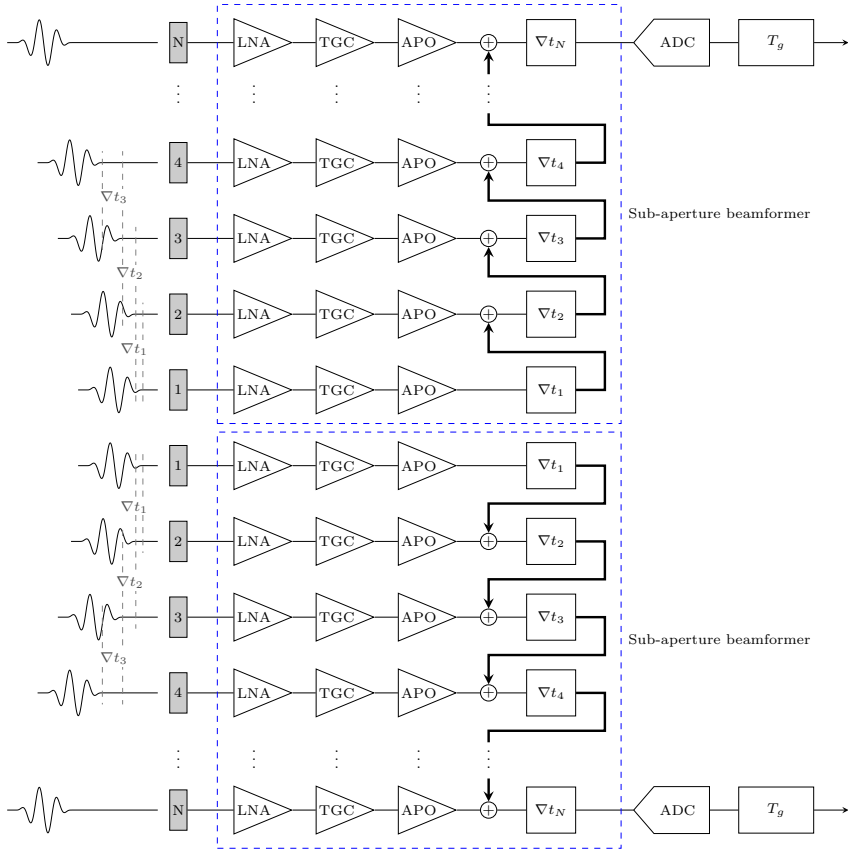 N LNA TGC APO + ∇t_N ADC T_g
⋮ ⋮ ⋮ ⋮ ⋮
4 LNA TGC APO + ∇t_4
∇t_3
Sub-aperture beamformer
3 LNA TGC APO + ∇t_3
∇t_2
2 LNA TGC APO + ∇t_2
∇t_1
1 LNA TGC APO ∇t_1
1 LNA TGC APO ∇t_1
∇t_1
2 LNA TGC APO + ∇t_2
∇t_2
3 LNA TGC APO + ∇t_3
Sub-aperture beamformer
∇t_3
4 LNA TGC APO + ∇t_4
⋮ ⋮ ⋮ ⋮ ⋮
N LNA TGC APO + ∇t_N ADC T_g